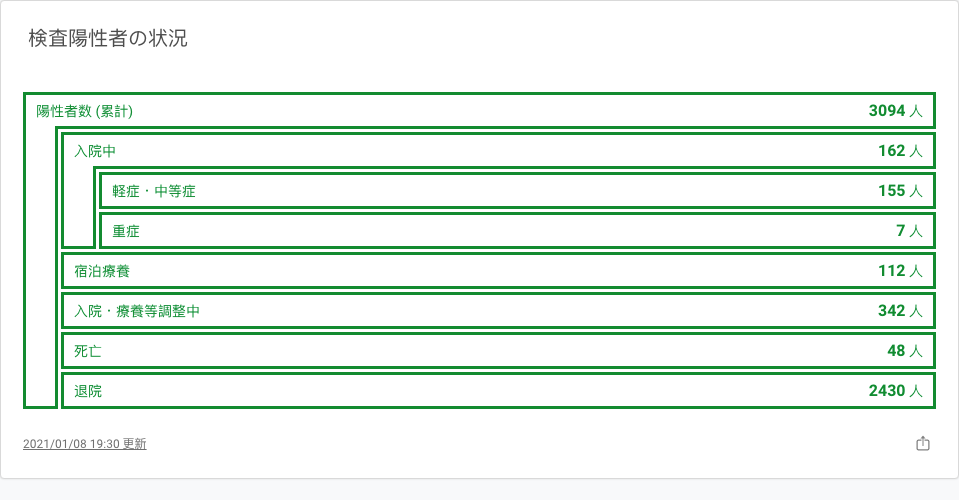 検査陽性者の状況
陽性者数 (累計) 3094 人
入院中 162 人
軽症・中等症 155 人
重症 7 人
宿泊療養 112 人
入院・療養等調整中 342 人
死亡 48 人
退院 2430 人
2021/01/08 19:30 更新